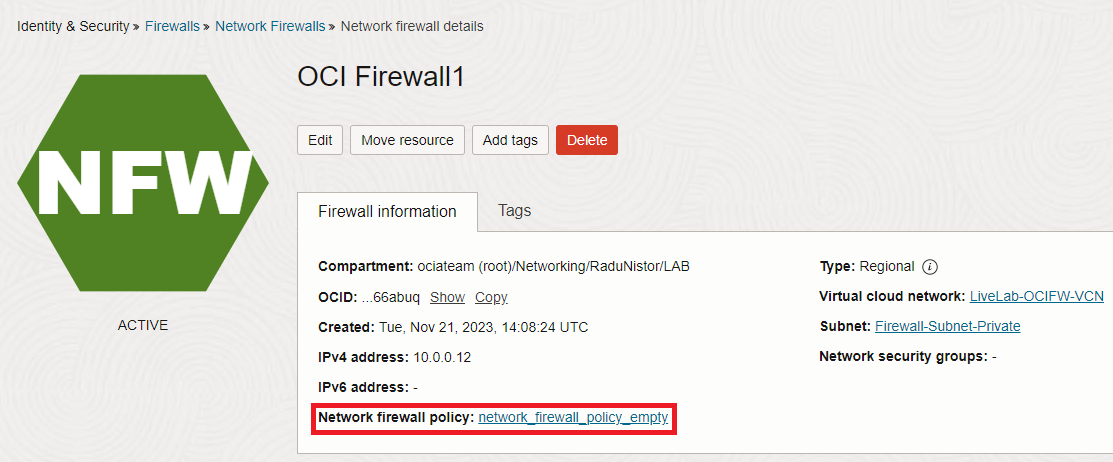 Identity & Security » Firewalls » Network Firewalls » Network firewall details
NFW
ACTIVE
OCI Firewall1
Edit Move resource Add tags Delete
Firewall information Tags
Compartment: ociateam (root)/Networking/RaduNistor/LAB
OCID: ...66abuq Show Copy
Created: Tue, Nov 21, 2023, 14:08:24 UTC
IPv4 address: 10.0.0.12
IPv6 address: -
Network firewall policy: network_firewall_policy_empty
Type: Regional i
Virtual cloud network: LiveLab-OCIFW-VCN
Subnet: Firewall-Subnet-Private
Network security groups: -